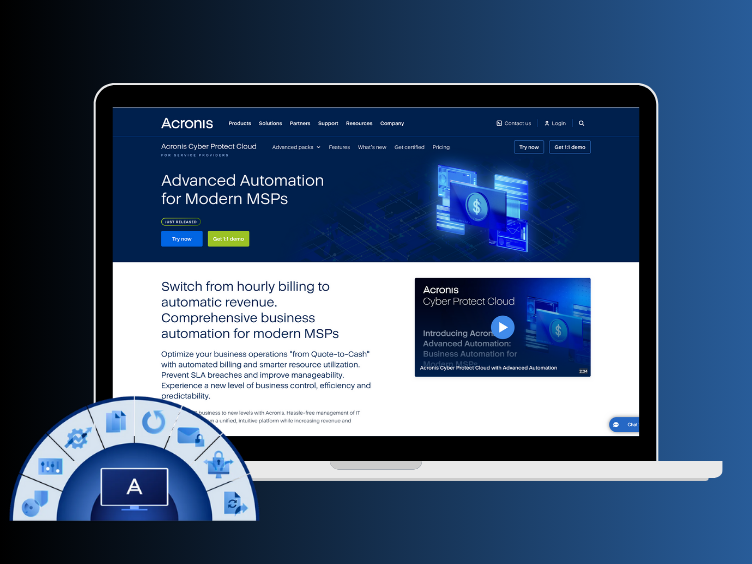 Acronis
Products Solutions Partners Support Resources Company
Contact us Login
Acronis Cyber Protect Cloud
FOR SERVICE PROVIDERS
Advanced packs Features What's new Get certified Pricing
Try now Get 1:1 demo
Advanced Automation
for Modern MSPs
JUST RELEASED
Try now Get 1:1 demo
Switch from hourly billing to
automatic revenue.
Comprehensive business
automation for modern MSPs
Optimize your business operations "from Quote-to-Cash"
with automated billing and smarter resource utilization.
Prevent SLA breaches and improve manageability.
Experience a new level of business control, efficiency and
predictability.
business to new levels with Acronis. Hassle-free management of IT
in a unified, intuitive platform while increasing revenue and
Acronis
Cyber Protect Cloud
Introducing Acronis
Advanced Automation:
Business Automation for
Modern MSPs
Acronis Cyber Protect Cloud with Advanced Automation
2:34
Chat
A